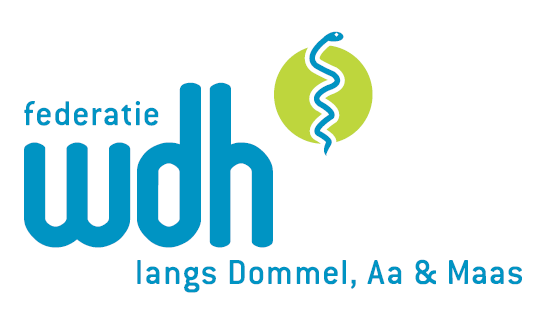 federatie
wdh
langs Dommel, Aa & Maas